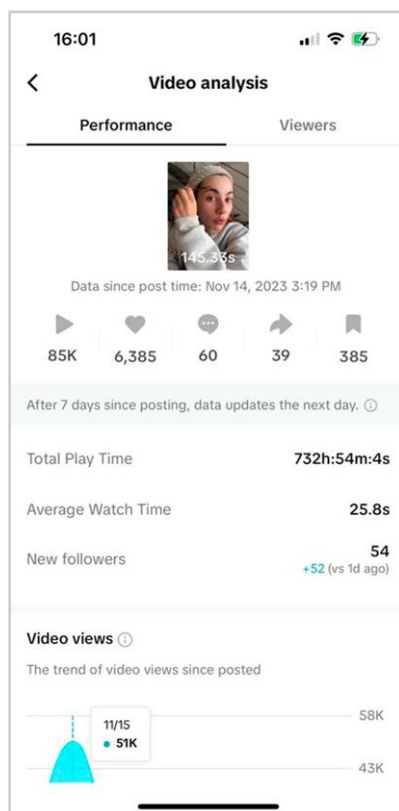 16:01
Video analysis
Performance
Viewers
145.33s
Data since post time: Nov 14, 2023 3:19 PM
85K 6,385 60 39 385
After 7 days since posting, data updates the next day.
Total Play Time 732h:54m:4s
Average Watch Time 25.8s
New followers 54
+52 (vs 1d ago)
Video views
The trend of video views since posted
58K
11/15
51K
43K